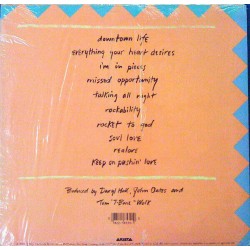 downtown life
everything your heart desires
i'm in pieces
missed opportunity
talking all night
rockability
rocket to god
soul love
realove
keep on pushin' love
Produced by Daryl Hall, John Oates and
Tom "T-Bone" Wolk
ARISTA